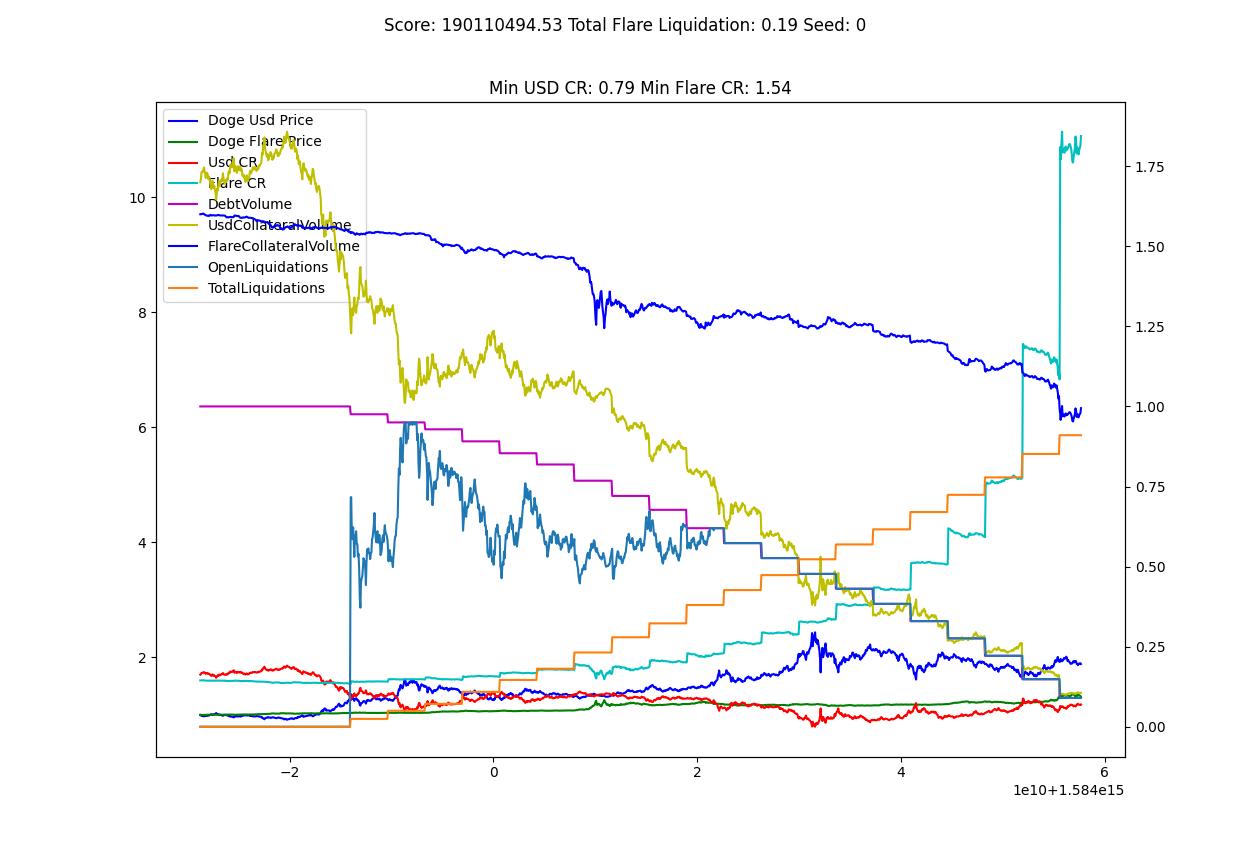 Score: 190110494.53 Total Flare Liquidation: 0.19 Seed: 0
Min USD CR: 0.79 Min Flare CR: 1.54
Doge Usd Price
Doge Flare Price
Usd CR
Flare CR
DebtVolume
UsdCollateralVolume
FlareCollateralVolume
OpenLiquidations
TotalLiquidations
10
8
6
4
2
1.75
1.50
1.25
1.00
0.75
0.50
0.25
0.00
−2
0
2
4
6
1e10+1.584e15